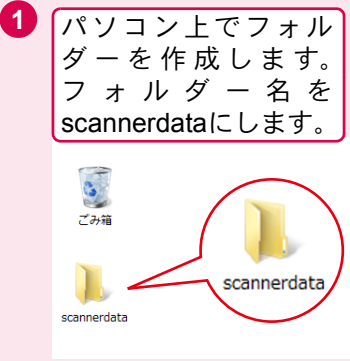 1
パソコン上でフォル
ダーを作成します。
フォルダー名を
scannerdataにします。
ごみ箱
scannerdata
scannerdata